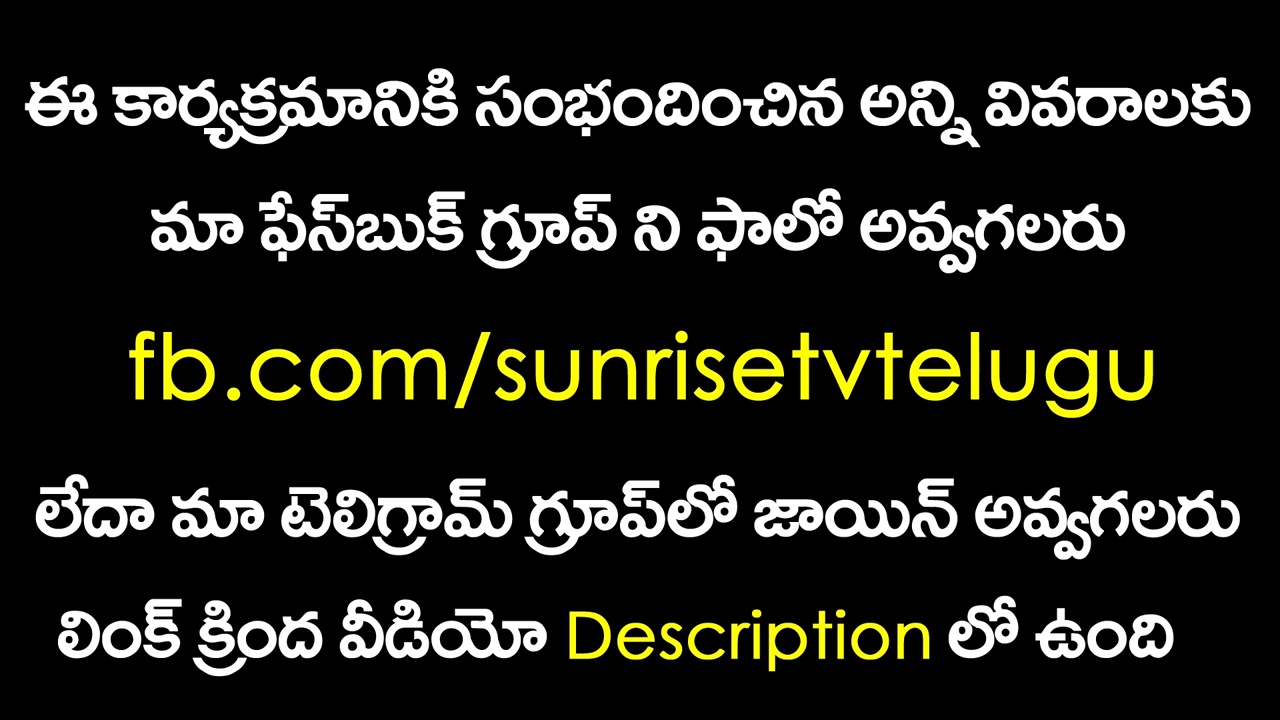 ఈ కార్యక్రమానికి సంభందించిన అన్ని వివరాలకు
మా ఫేస్‌బుక్ గ్రూప్ ని ఫాలో అవ్వగలరు
fb.com/sunrisetvtelugu
లేదా మా టెలిగ్రామ్ గ్రూప్‌లో జాయిన్ అవ్వగలరు
లింక్ క్రింద వీడియో Description లో ఉంది